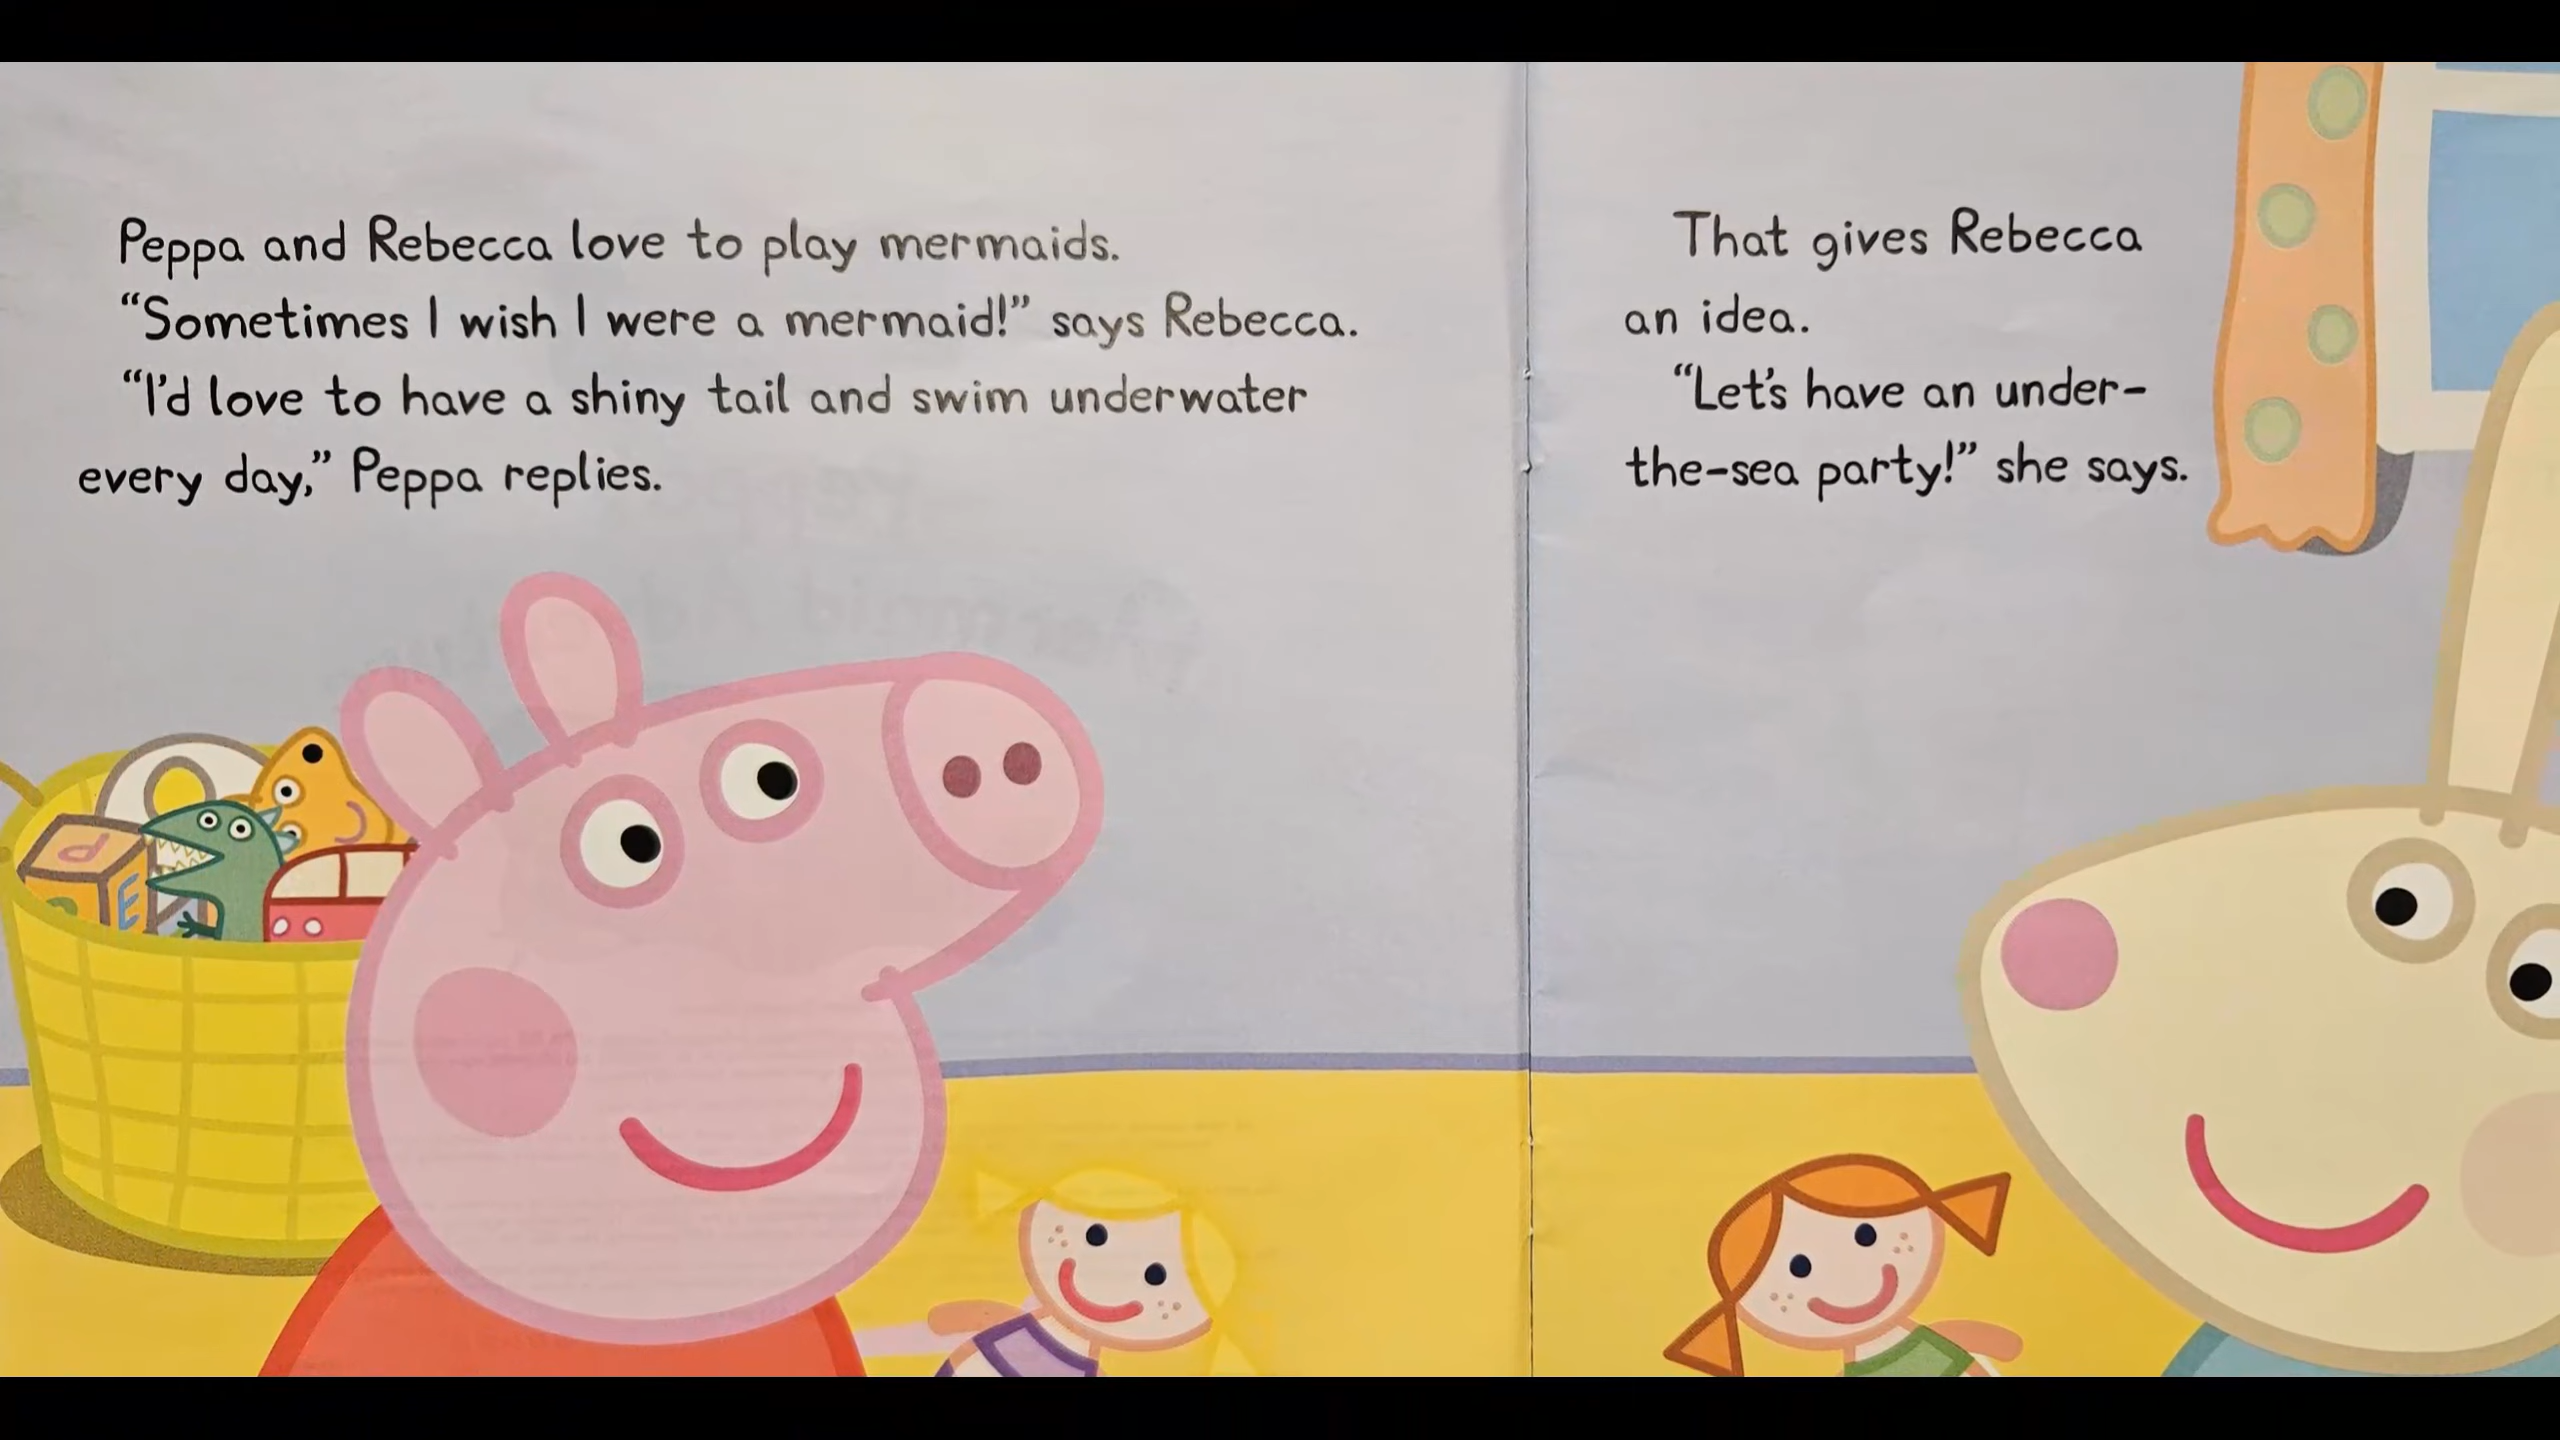 Peppa and Rebecca love to play mermaids.
“Sometimes I wish I were a mermaid!” says Rebecca.
“I’d love to have a shiny tail and swim underwater
every day,” Peppa replies.
That gives Rebecca
an idea.
“Let’s have an under-
the-sea party!” she says.
E